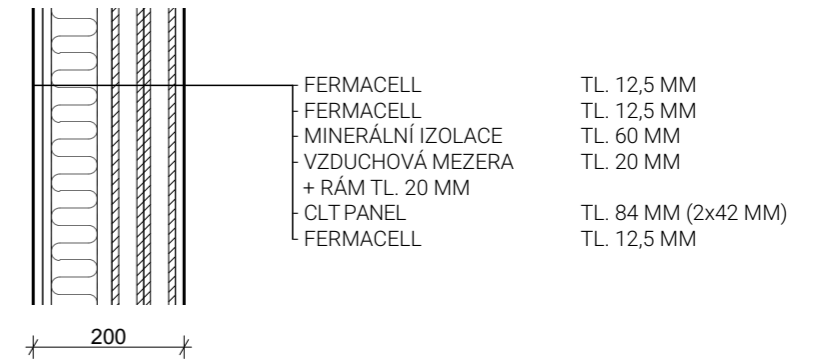 FERMACELL TL. 12,5 MM
FERMACELL TL. 12,5 MM
MINERÁLNÍ IZOLACE TL. 60 MM
VZDUCHOVÁ MEZERA TL. 20 MM
+ RÁM TL. 20 MM
CLT PANEL TL. 84 MM (2x42 MM)
FERMACELL TL. 12,5 MM
200